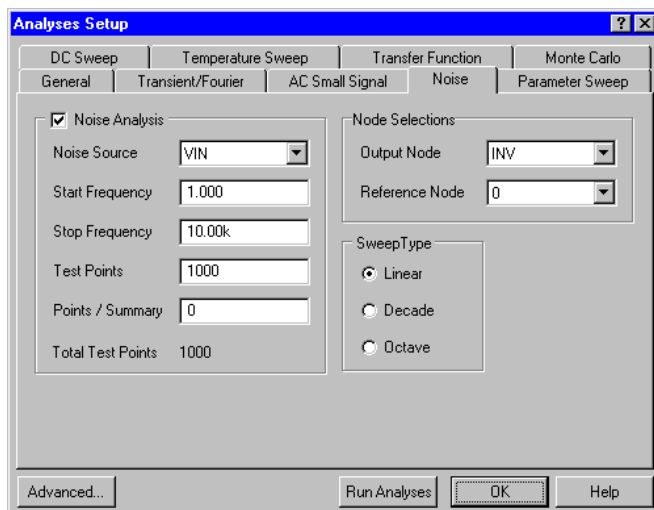 Analyses Setup
DC Sweep Temperature Sweep Transfer Function Monte Carlo
General Transient/Fourier AC Small Signal Noise Parameter Sweep
Noise Analysis
Noise Source VIN
Start Frequency 1.000
Stop Frequency 10.00k
Test Points 1000
Points / Summary 0
Total Test Points 1000
Node Selections
Output Node INV
Reference Node 0
SweepType
Linear
Decade
Octave
Advanced... Run Analyses OK Help